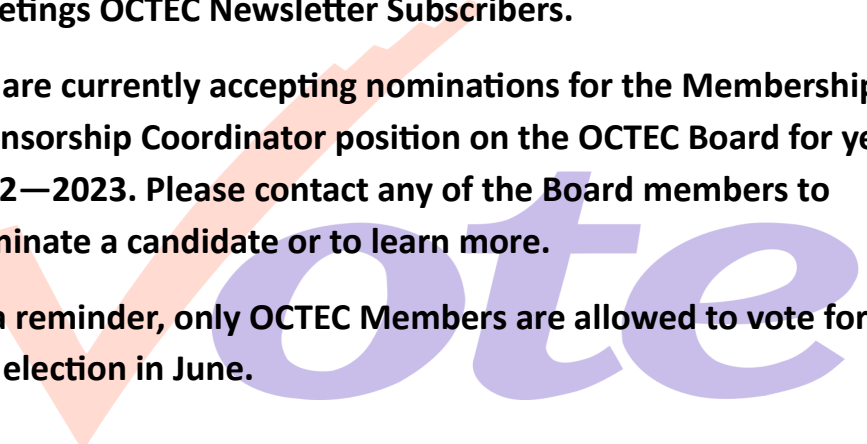 etings OCTEC Newsletter Subscribers.
are currently accepting nominations for the Membership
nsorship Coordinator position on the OCTEC Board for ye
2—2023. Please contact any of the Board members to
inate a candidate or to learn more.
a reminder, only OCTEC Members are allowed to vote for
election in June.
Vote